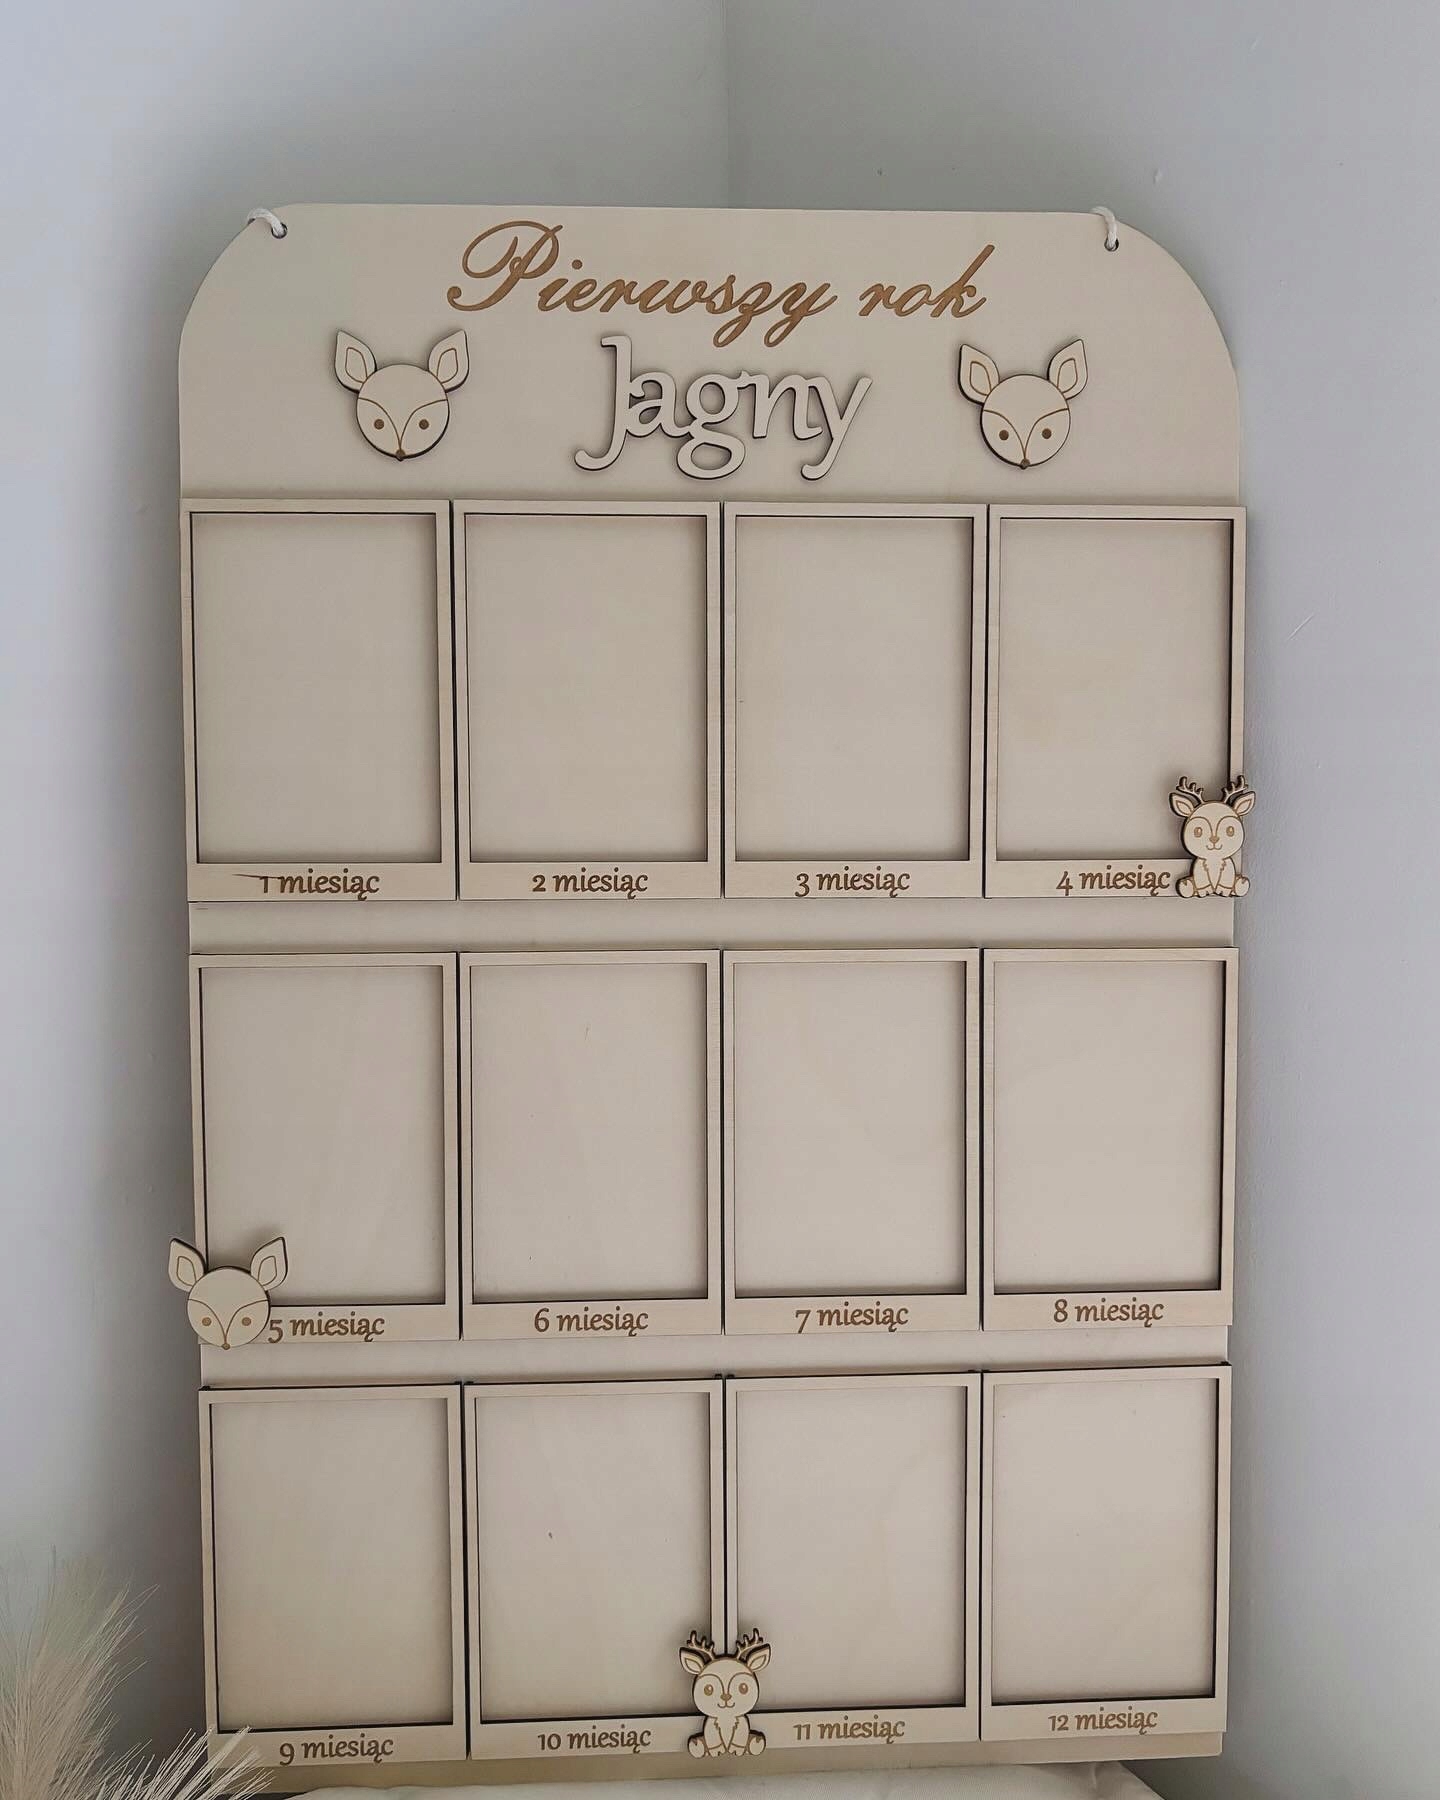 Pierwszy rok
Jagny
1 miesiąc
2 miesiąc
3 miesiąc
4 miesiąc
5 miesiąc
6 miesiąc
7 miesiąc
8 miesiąc
9 miesiąc
10 miesiąc
11 miesiąc
12 miesiąc